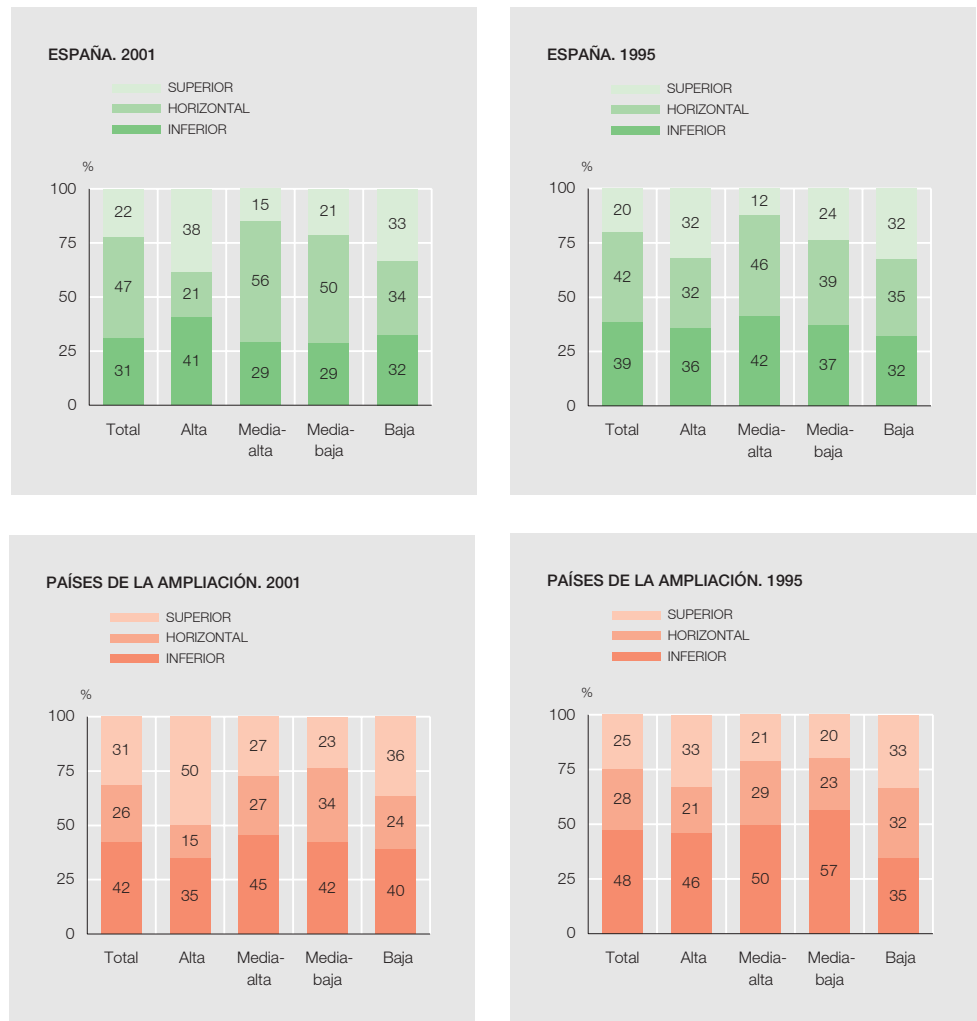 ESPAÑA. 2001
SUPERIOR
HORIZONTAL
INFERIOR
%
100
75
50
25
0
22 38 15 21 33
47 21 56 50 34
31 41 29 29 32
Total Alta Media-alta Media-baja Baja
ESPAÑA. 1995
SUPERIOR
HORIZONTAL
INFERIOR
%
100
75
50
25
0
20 32 12 24 32
42 32 46 39 35
39 36 42 37 32
Total Alta Media-alta Media-baja Baja
PAÍSES DE LA AMPLIACIÓN. 2001
SUPERIOR
HORIZONTAL
INFERIOR
%
100
75
50
25
0
31 50 27 23 36
26 15 27 34 24
42 35 45 42 40
Total Alta Media-alta Media-baja Baja
PAÍSES DE LA AMPLIACIÓN. 1995
SUPERIOR
HORIZONTAL
INFERIOR
%
100
75
50
25
0
25 33 21 20 33
28 21 29 23 32
48 46 50 57 35
Total Alta Media-alta Media-baja Baja